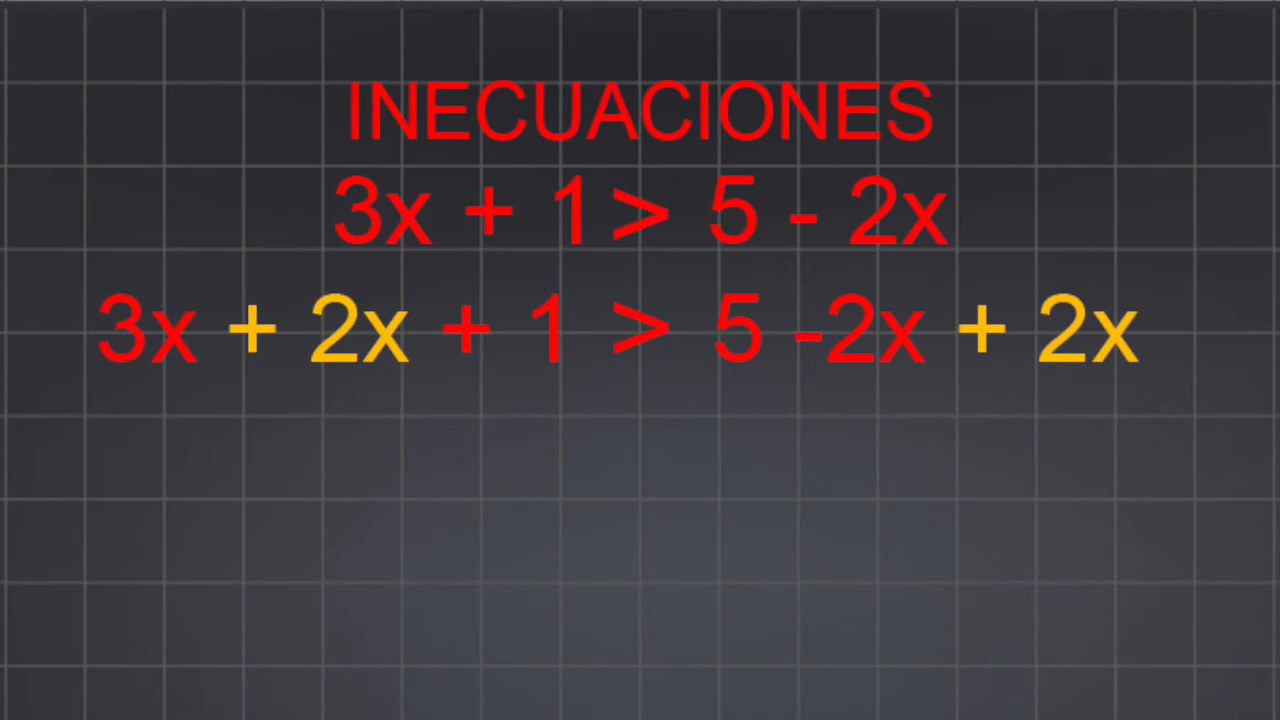 INECUACIONES
3x + 1 > 5 - 2x
3x + 2x + 1 > 5 -2x + 2x